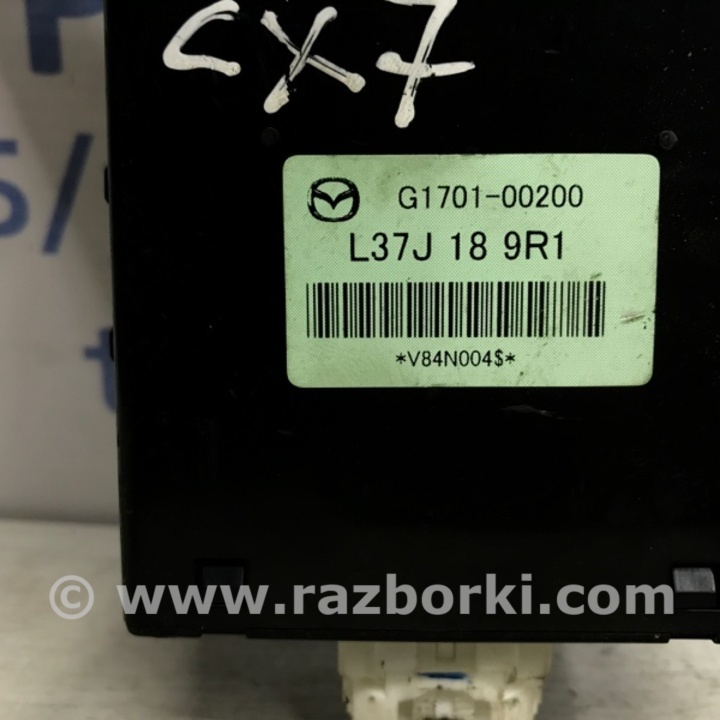 CX7
G1701-00200
L37J 18 9R1
*V84N004$*
© www.razborki.com